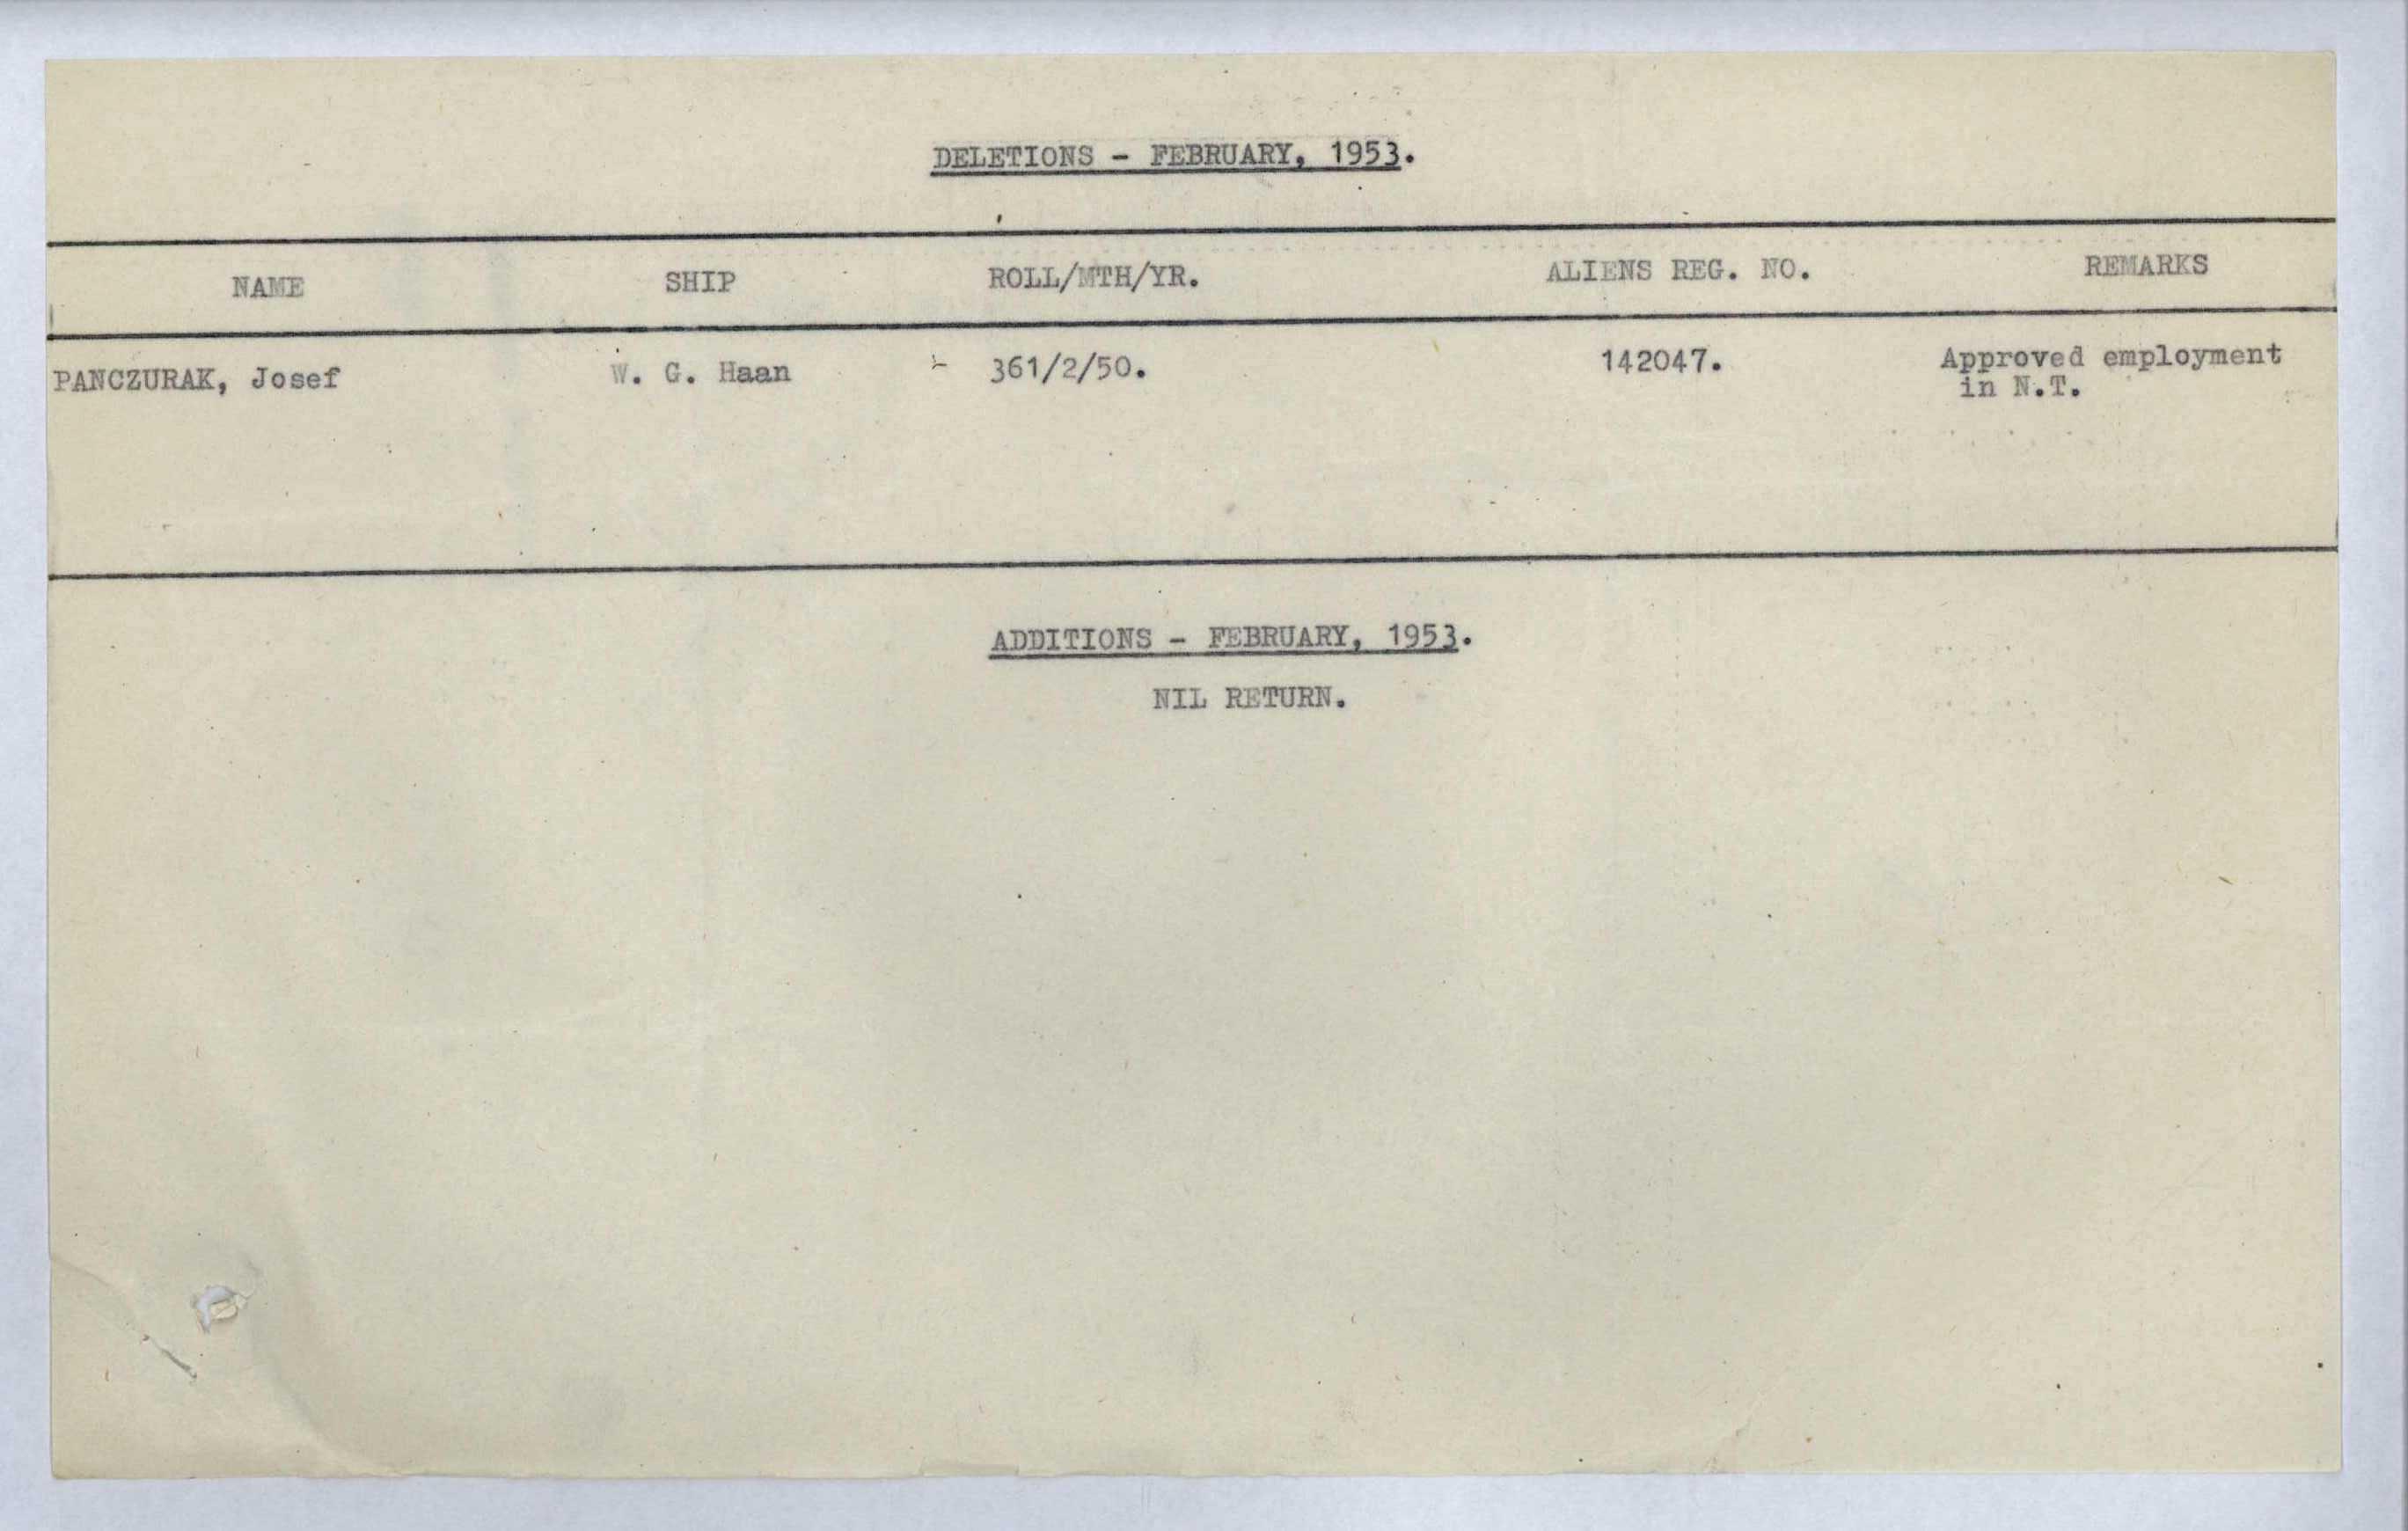 DELETIONS - FEBRUARY, 1953.
NAME SHIP ROLL/MTH/YR. ALIENS REG. NO. REMARKS
PANCZURAK, Josef W. G. Haan - 361/2/50. 142047. Approved employment
in N.T.
ADDITIONS - FEBRUARY, 1953.
NIL RETURN.